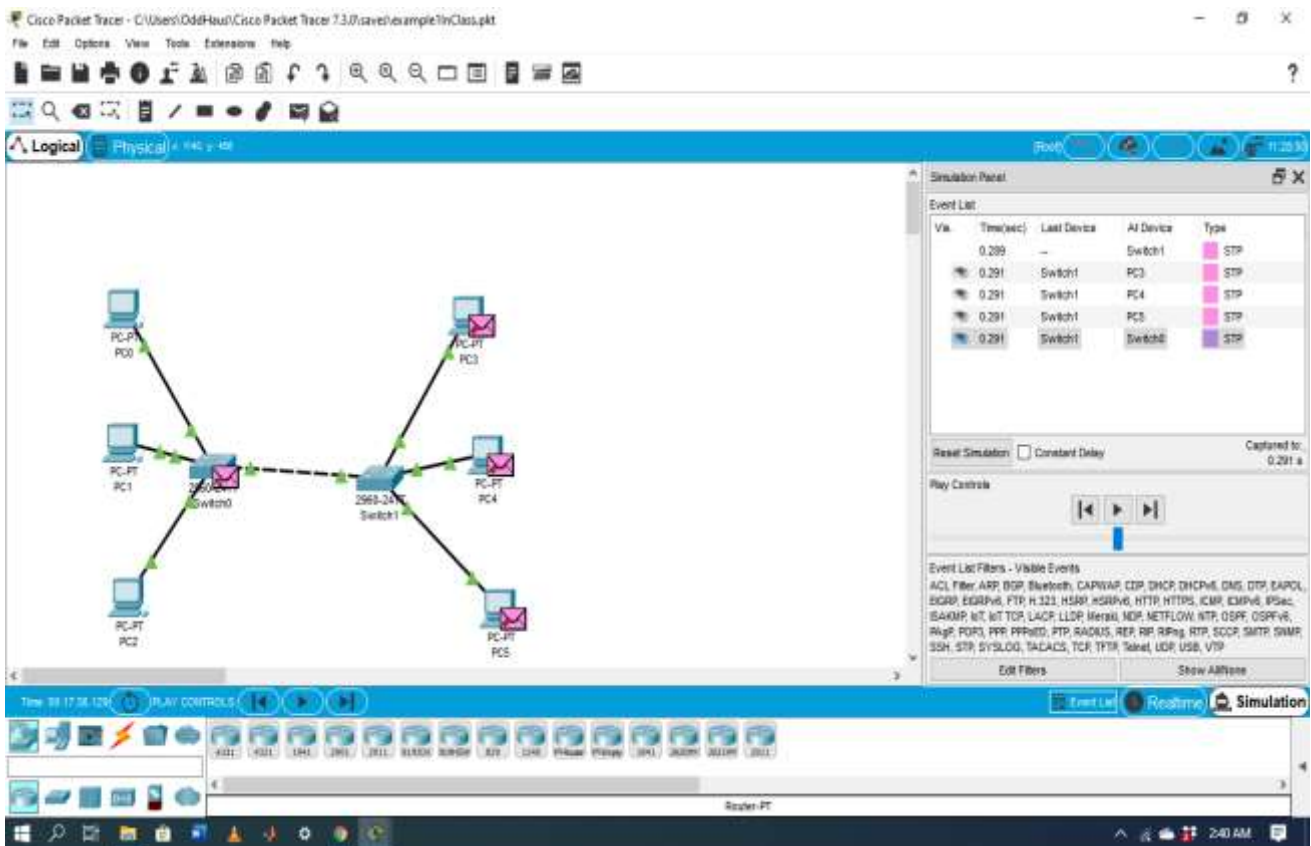 Cisco Packet Tracer - C:\Users\OddHaus\Cisco Packet Tracer 7.3.0\saves\example1InClass.pkt
File Edit Options View Tools Extensions Help
?
Logical Physical
[Root]
Simulation Panel
Event List
Vis. Time(sec) Last Device At Device Type
0.289 -- Switch1 STP
0.291 Switch1 PC3 STP
0.291 Switch1 PC4 STP
0.291 Switch1 PC5 STP
0.291 Switch1 Switch0 STP
Reset Simulation Constant Delay
Captured to:
0.291 s
Play Controls
Event List Filters - Visible Events
ACL Filter, ARP, BGP, Bluetooth, CAPWAP, CDP, DHCP, DHCPv6, DNS, DTP, EAPOL,
EIGRP, EIGRPv6, FTP, H.323, HSRP, HSRPv6, HTTP, HTTPS, ICMP, ICMPv6, IPSec,
ISAKMP, IoT, IoT TCP, LACP, LLDP, Meraki, NDP, NETFLOW, NTP, OSPF, OSPFv6,
PAgP, POP3, PPP, PPPoED, PTP, RADIUS, REP, RIP, RIPng, RTP, SCCP, SMTP, SNMP,
SSH, STP, SYSLOG, TACACS, TCP, TFTP, Telnet, UDP, USB, VTP
Edit Filters Show All/None
PC-PT
PC0
PC-PT
PC1
PC-PT
PC2
Switch0
2960-24TT
Switch1
PC-PT
PC3
PC-PT
PC4
PC-PT
PC5
PLAY CONTROLS:
Event List Realtime Simulation
4331 4321 1941 2901 2911 819IOX 819HGW 829 1240 1841 2620XM 2621XM 2811
Router-PT
2:40 AM